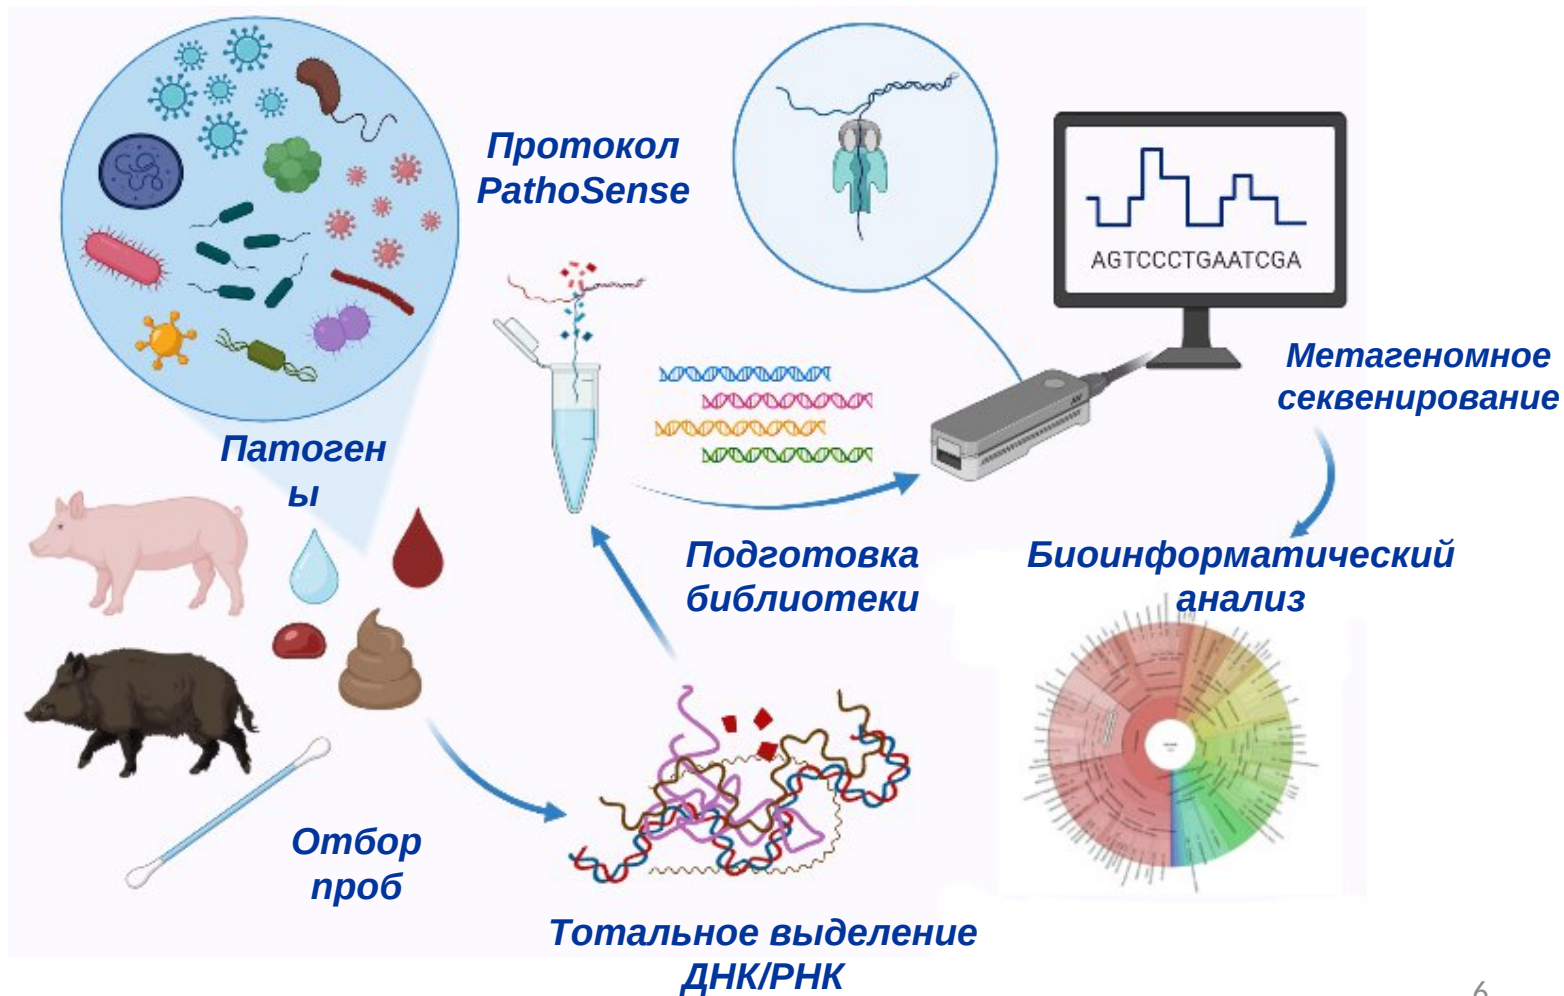 Протокол
PathoSense
AGTCCCTGAATCGA
Метагеномное
секвенирование
Патоген
ы
Подготовка
библиотеки
Биоинформатический
анализ
Отбор
проб
Тотальное выделение
ДНК/РНК
6